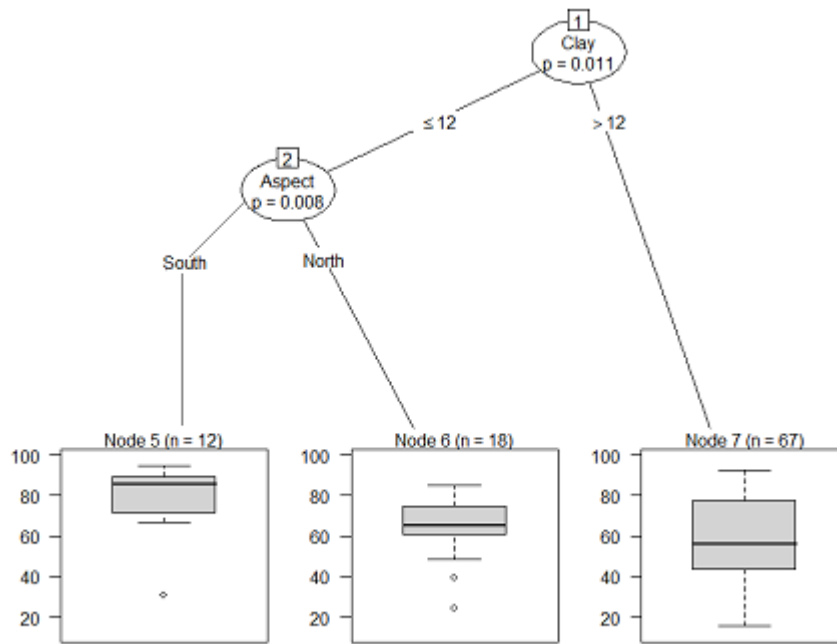 1
Clay
p = 0.011
≤ 12
> 12
2
Aspect
p = 0.008
South
North
Node 5 (n = 12)
100
80
60
40
20
Node 6 (n = 18)
100
80
60
40
20
Node 7 (n = 67)
100
80
60
40
20